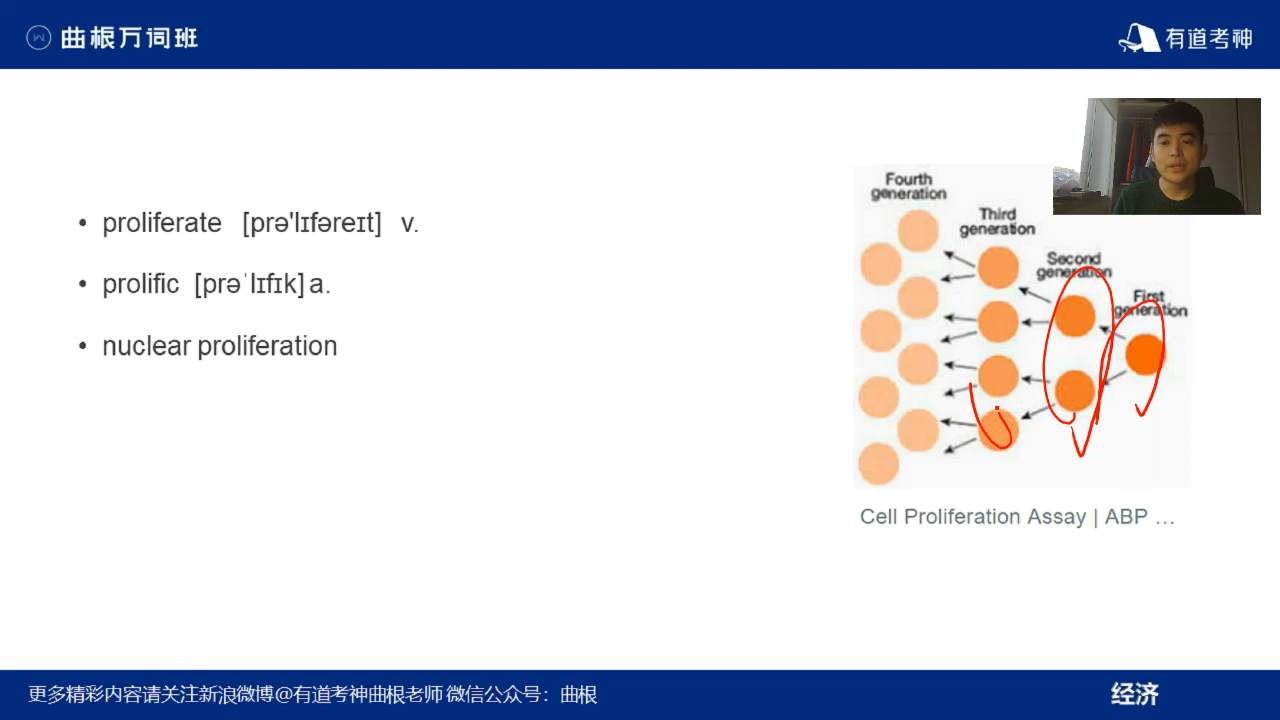 曲根万词班
有道考神
• proliferate [prə'lɪfəreɪt] v.
• prolific [prəˈlɪfɪk] a.
• nuclear proliferation
Fourth
generation
Third
generation
Second
generation
First
generation
Cell Proliferation Assay | ABP …
更多精彩内容请关注新浪微博@有道考神曲根老师 微信公众号：曲根
经济